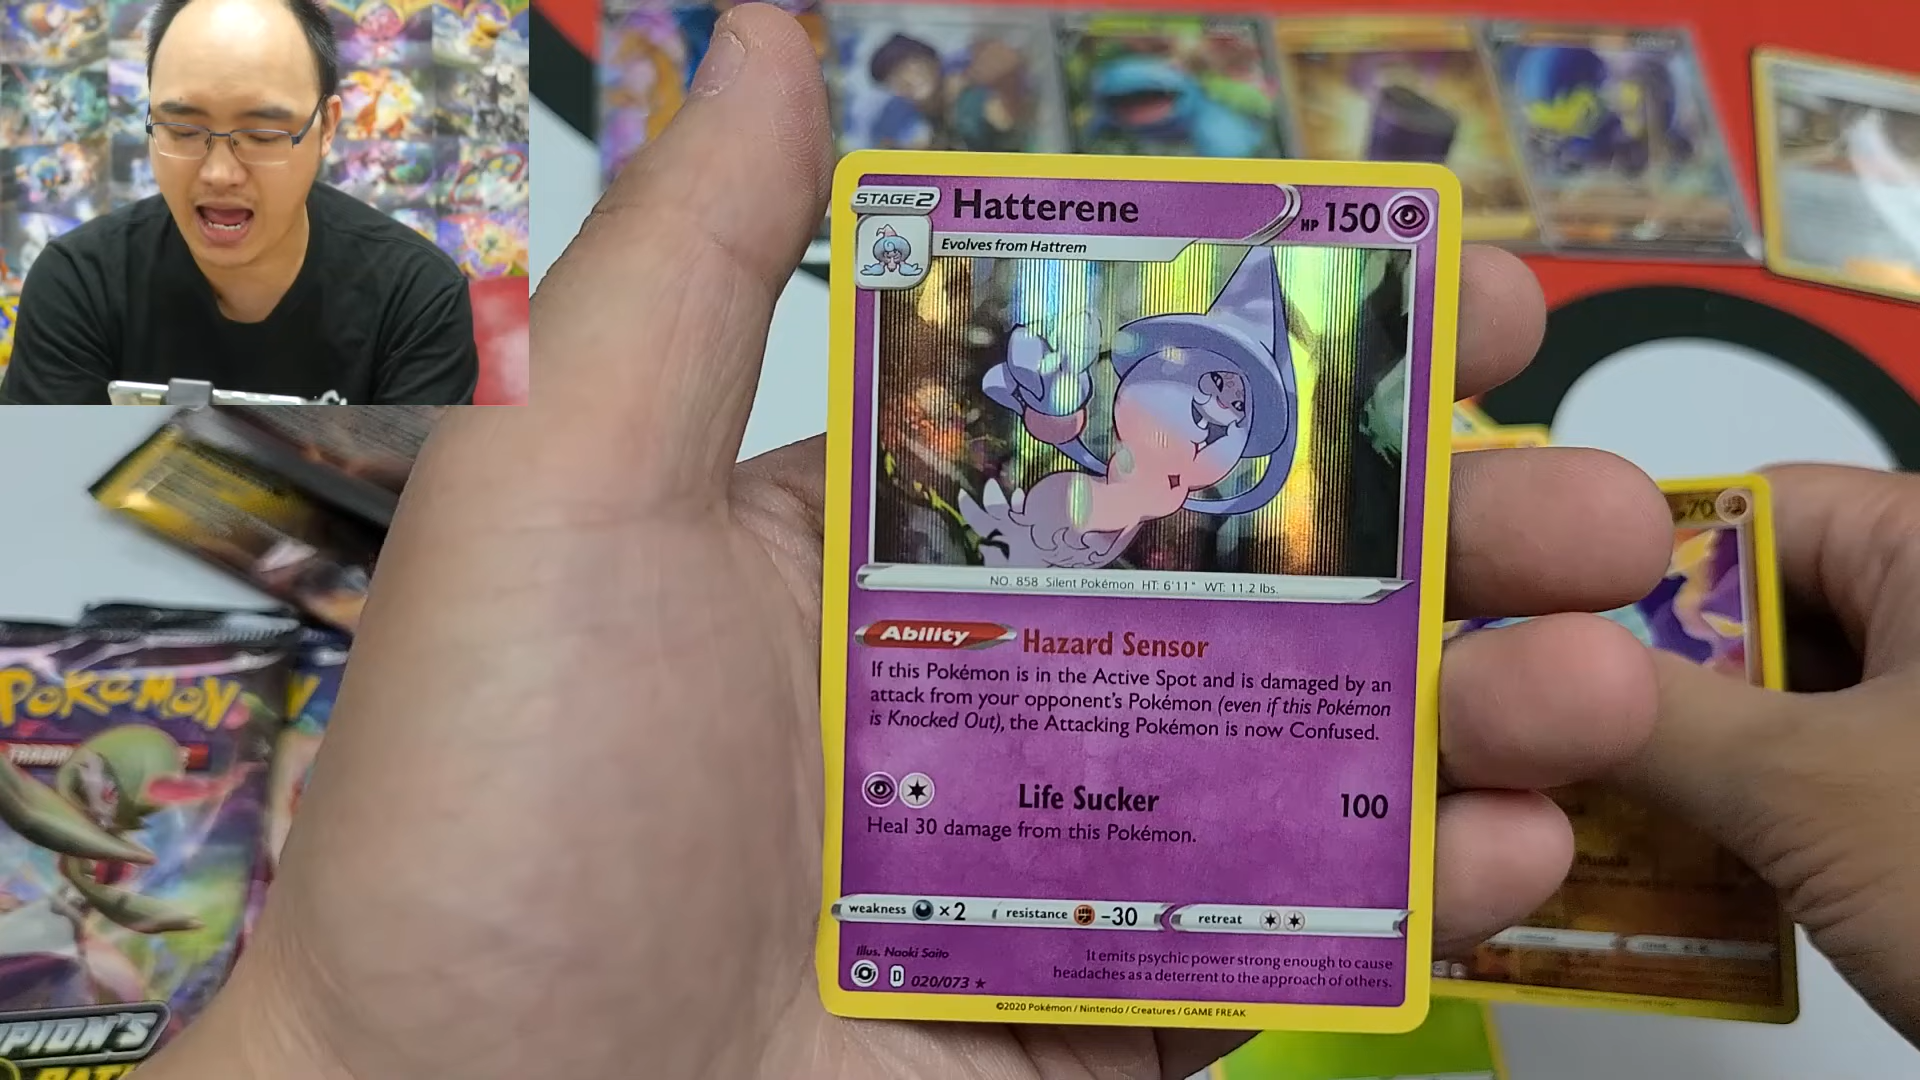 STAGE2
Hatterene
HP 150
Evolves from Hattrem
NO. 858 Silent Pokémon HT: 6'11" WT: 11.2 lbs.
Ability Hazard Sensor
If this Pokémon is in the Active Spot and is damaged by an
attack from your opponent's Pokémon (even if this Pokémon
is Knocked Out), the Attacking Pokémon is now Confused.
Life Sucker 100
Heal 30 damage from this Pokémon.
weakness ×2 resistance -30 retreat
Illus. Naoki Saito
It emits psychic power strong enough to cause
headaches as a deterrent to the approach of others.
D 020/073
©2020 Pokémon / Nintendo / Creatures / GAME FREAK
POKéMON
70